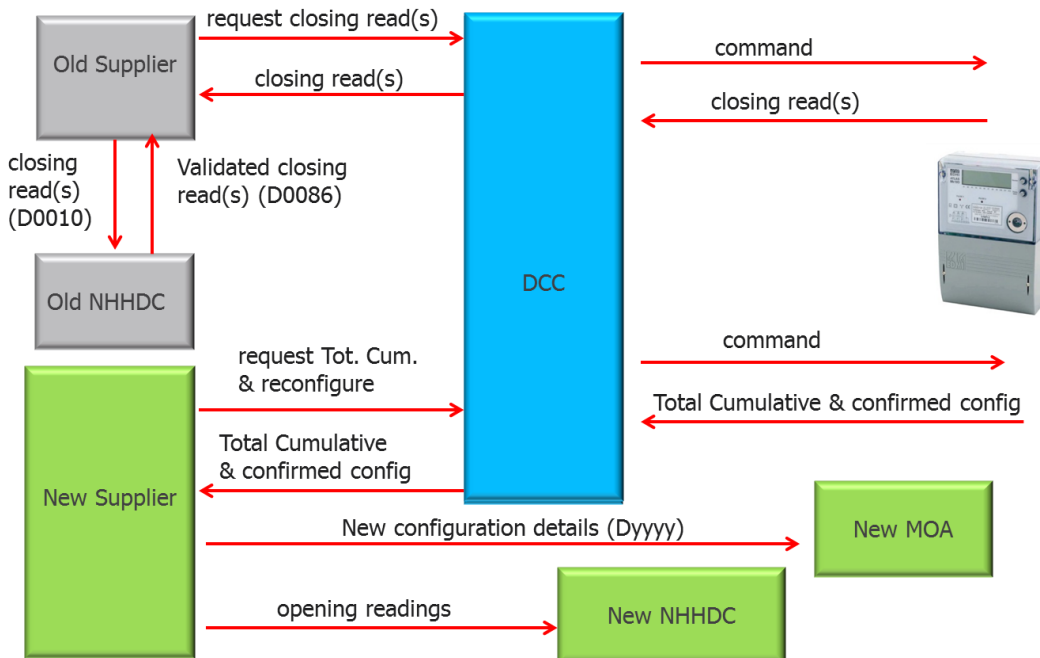 request closing read(s)
Old Supplier
closing read(s)
command
closing read(s)
closing
read(s)
(D0010)
Validated closing
read(s) (D0086)
Old NHHDC
DCC
request Tot. Cum.
& reconfigure
command
Total Cumulative & confirmed config
Total Cumulative
& confirmed config
New Supplier
New configuration details (Dyyyy)
New MOA
opening readings
New NHHDC